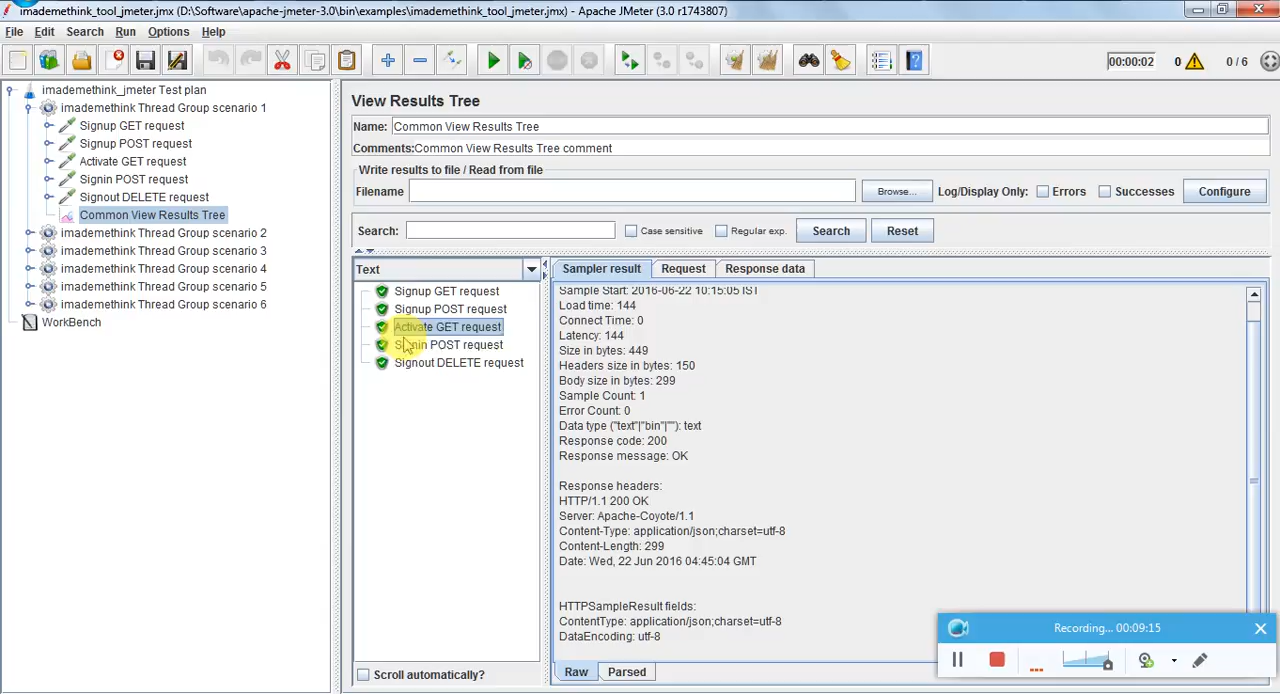 imademethink_tool_jmeter.jmx (D:\Software\apache-jmeter-3.0\bin\examples\imademethink_tool_jmeter.jmx) - Apache JMeter (3.0 r1743807)
File Edit Search Run Options Help
00:00:02 0 0 / 6
imademethink_jmeter Test plan
imademethink Thread Group scenario 1
Signup GET request
Signup POST request
Activate GET request
Signin POST request
Signout DELETE request
Common View Results Tree
imademethink Thread Group scenario 2
imademethink Thread Group scenario 3
imademethink Thread Group scenario 4
imademethink Thread Group scenario 5
imademethink Thread Group scenario 6
WorkBench
View Results Tree
Name: Common View Results Tree
Comments: Common View Results Tree comment
Write results to file / Read from file
Filename Browse... Log/Display Only: Errors Successes Configure
Search: Case sensitive Regular exp. Search Reset
Text
Signup GET request
Signup POST request
Activate GET request
Signin POST request
Signout DELETE request
Scroll automatically?
Sampler result Request Response data
Sample Start: 2016-06-22 10:15:05 IST
Load time: 144
Connect Time: 0
Latency: 144
Size in bytes: 449
Headers size in bytes: 150
Body size in bytes: 299
Sample Count: 1
Error Count: 0
Data type ("text"|"bin"|""): text
Response code: 200
Response message: OK
Response headers:
HTTP/1.1 200 OK
Server: Apache-Coyote/1.1
Content-Type: application/json;charset=utf-8
Content-Length: 299
Date: Wed, 22 Jun 2016 04:45:04 GMT
HTTPSampleResult fields:
ContentType: application/json;charset=utf-8
DataEncoding: utf-8
Raw Parsed
Recording... 00:09:15